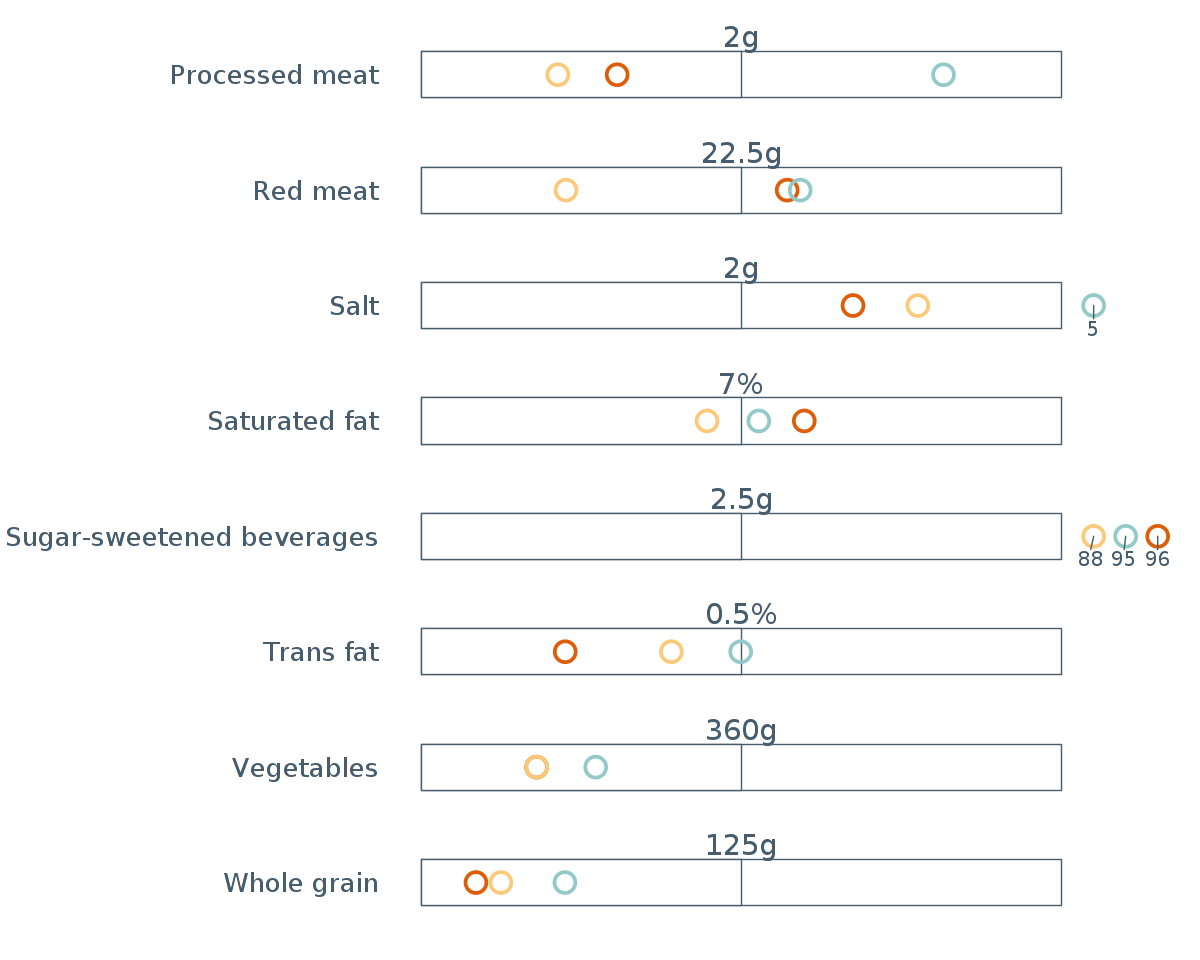 2g
Processed meat
22.5g
Red meat
2g
Salt
5
7%
Saturated fat
2.5g
Sugar-sweetened beverages
88 95 96
0.5%
Trans fat
360g
Vegetables
125g
Whole grain